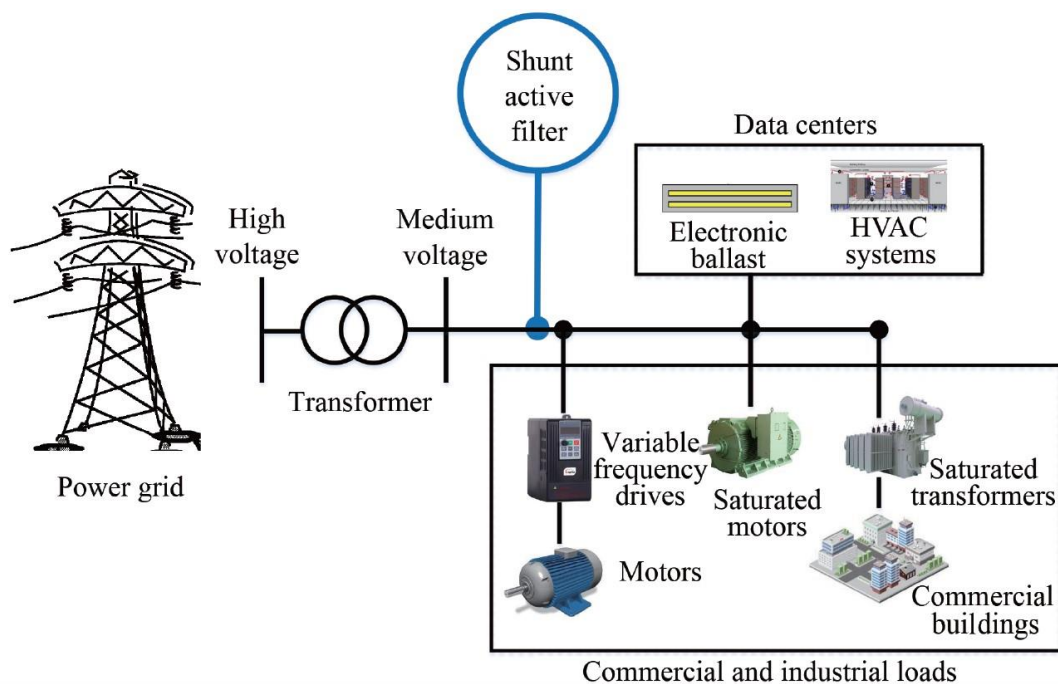 Shunt
active
filter
Data centers
Electronic
ballast
HVAC
systems
High
voltage
Medium
voltage
Transformer
Power grid
Variable
frequency
drives
Saturated
motors
Saturated
transformers
Motors
Commercial
buildings
Commercial and industrial loads